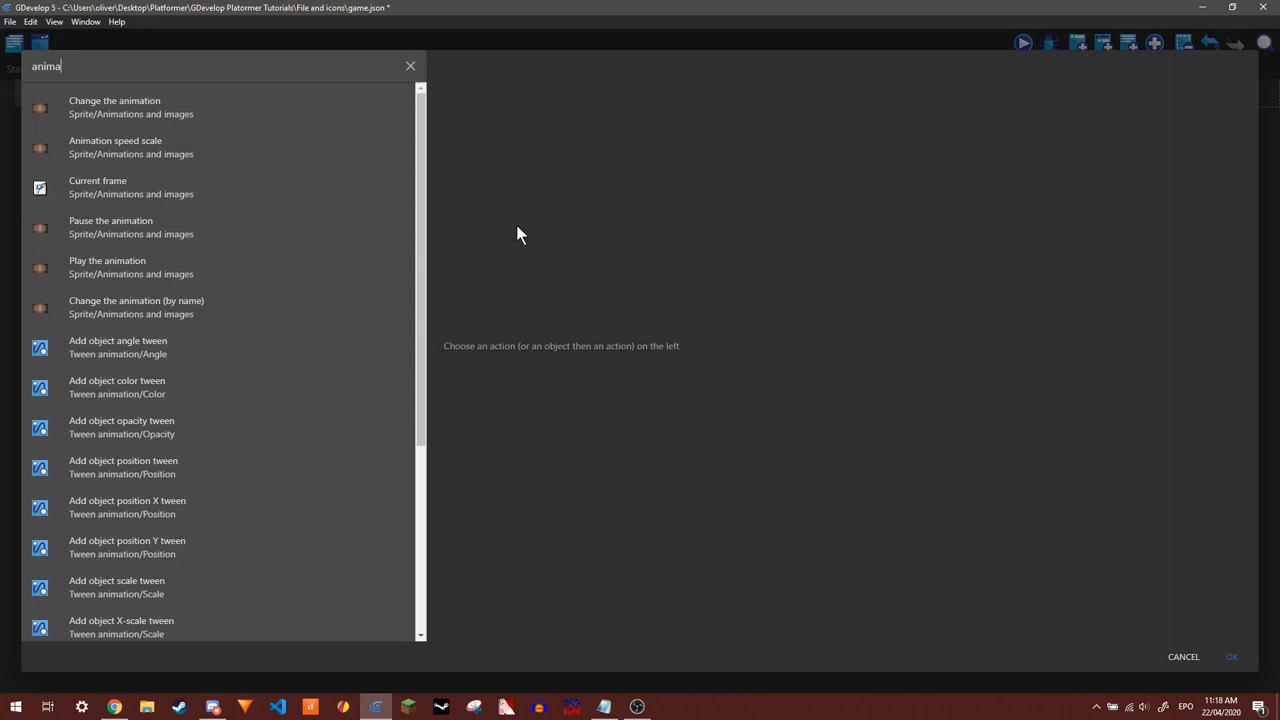 GDevelop 5 - C:\Users\oliver\Desktop\Platformer\GDevelop Platormer Tutorials\File and icons\game.json *
File Edit View Window Help
anima
Change the animation
Sprite/Animations and images
Animation speed scale
Sprite/Animations and images
Current frame
Sprite/Animations and images
Pause the animation
Sprite/Animations and images
Play the animation
Sprite/Animations and images
Change the animation (by name)
Sprite/Animations and images
Add object angle tween
Tween animation/Angle
Add object color tween
Tween animation/Color
Add object opacity tween
Tween animation/Opacity
Add object position tween
Tween animation/Position
Add object position X tween
Tween animation/Position
Add object position Y tween
Tween animation/Position
Add object scale tween
Tween animation/Scale
Add object X-scale tween
Tween animation/Scale
Choose an action (or an object then an action) on the left
CANCEL OK
EPO
11:18 AM
22/04/2020